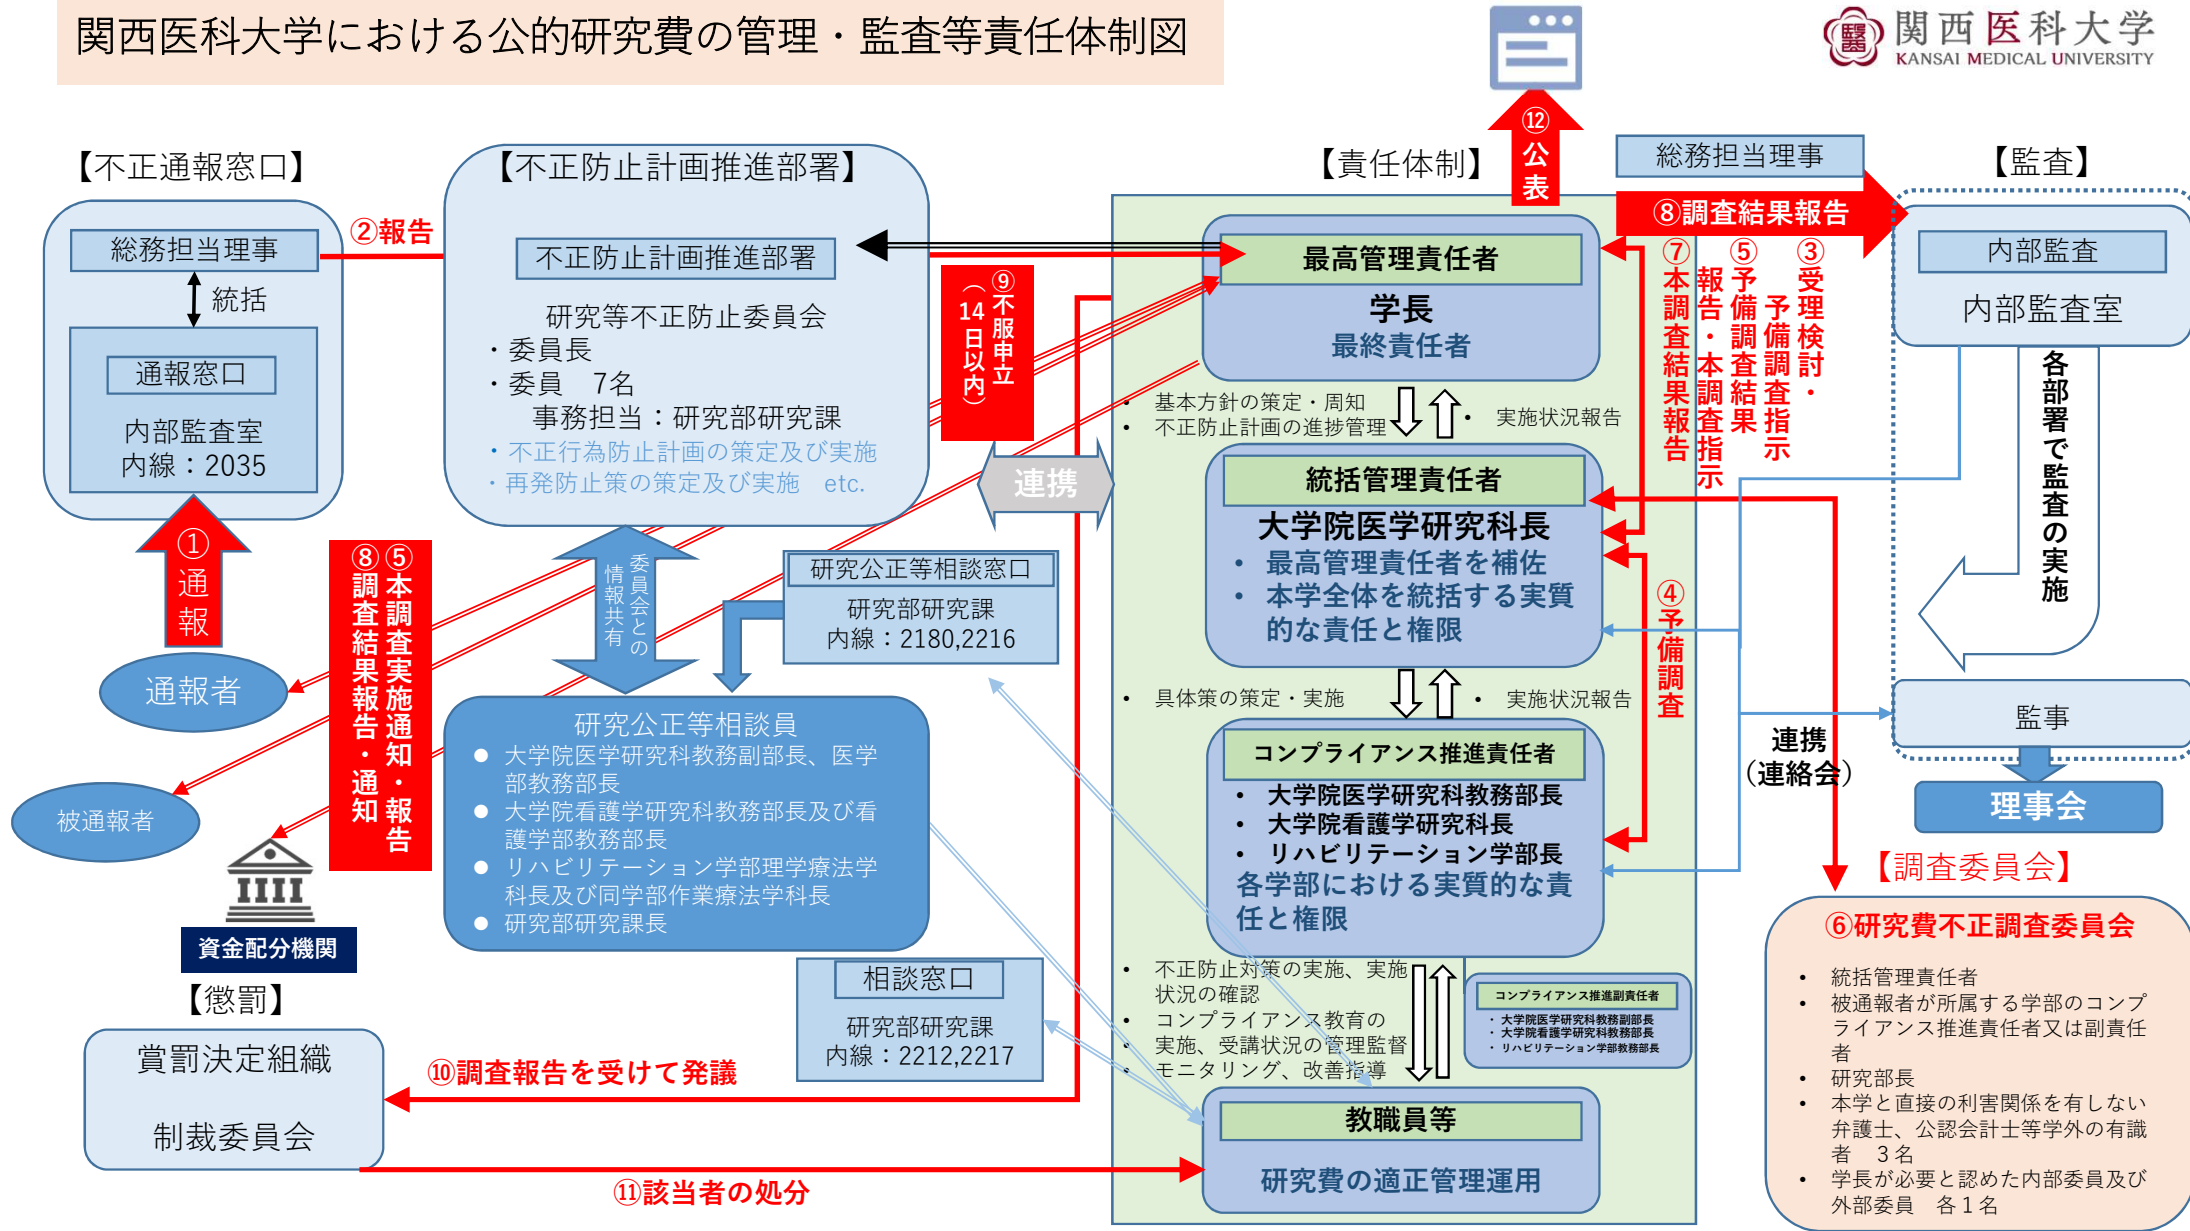 関西医科大学における公的研究費の管理・監査等責任体制図
関西医科大学
KANSAI MEDICAL UNIVERSITY
【不正通報窓口】
総務担当理事
統括
通報窓口
内部監査室
内線：2035
①通報
通報者
被通報者
資金配分機関
②報告
【不正防止計画推進部署】
不正防止計画推進部署
研究等不正防止委員会
・委員長
・委員　7名
事務担当：研究部研究課
・不正行為防止計画の策定及び実施
・再発防止策の策定及び実施　etc.
⑤本調査実施通知・報告
⑧調査結果報告・通知
委員会との
情報共有
研究公正等相談窓口
研究部研究課
内線：2180,2216
研究公正等相談員
● 大学院医学研究科教務副部長、医学
部教務部長
● 大学院看護学研究科教務部長及び看
護学部教務部長
● リハビリテーション学部理学療法学
科長及び同学部作業療法学科長
● 研究部研究課長
相談窓口
研究部研究課
内線：2212,2217
【懲罰】
賞罰決定組織
制裁委員会
⑩調査報告を受けて発議
⑪該当者の処分
⑨不服申立
（14日以内）
連携
【責任体制】
⑫公表
最高管理責任者
学長
最終責任者
• 基本方針の策定・周知
• 不正防止計画の進捗管理
• 実施状況報告
統括管理責任者
大学院医学研究科長
• 最高管理責任者を補佐
• 本学全体を統括する実質
的な責任と権限
• 具体策の策定・実施
• 実施状況報告
コンプライアンス推進責任者
• 大学院医学研究科教務部長
• 大学院看護学研究科長
• リハビリテーション学部長
各学部における実質的な責
任と権限
• 不正防止対策の実施、実施
状況の確認
• コンプライアンス教育の
• 実施、受講状況の管理監督
• モニタリング、改善指導
コンプライアンス推進副責任者
・大学院医学研究科教務副部長
・大学院看護学研究科教務部長
・リハビリテーション学部教務部長
教職員等
研究費の適正管理運用
総務担当理事
⑧調査結果報告
③受理検討・
予備調査指示
⑤予備調査結果
報告・本調査指示
⑦本調査結果報告
④予備調査
【監査】
内部監査
内部監査室
各部署で監査の実施
監事
連携
（連絡会）
理事会
【調査委員会】
⑥研究費不正調査委員会
• 統括管理責任者
• 被通報者が所属する学部のコンプ
ライアンス推進責任者又は副責任
者
• 研究部長
• 本学と直接の利害関係を有しない
弁護士、公認会計士等学外の有識
者　３名
• 学長が必要と認めた内部委員及び
外部委員　各１名